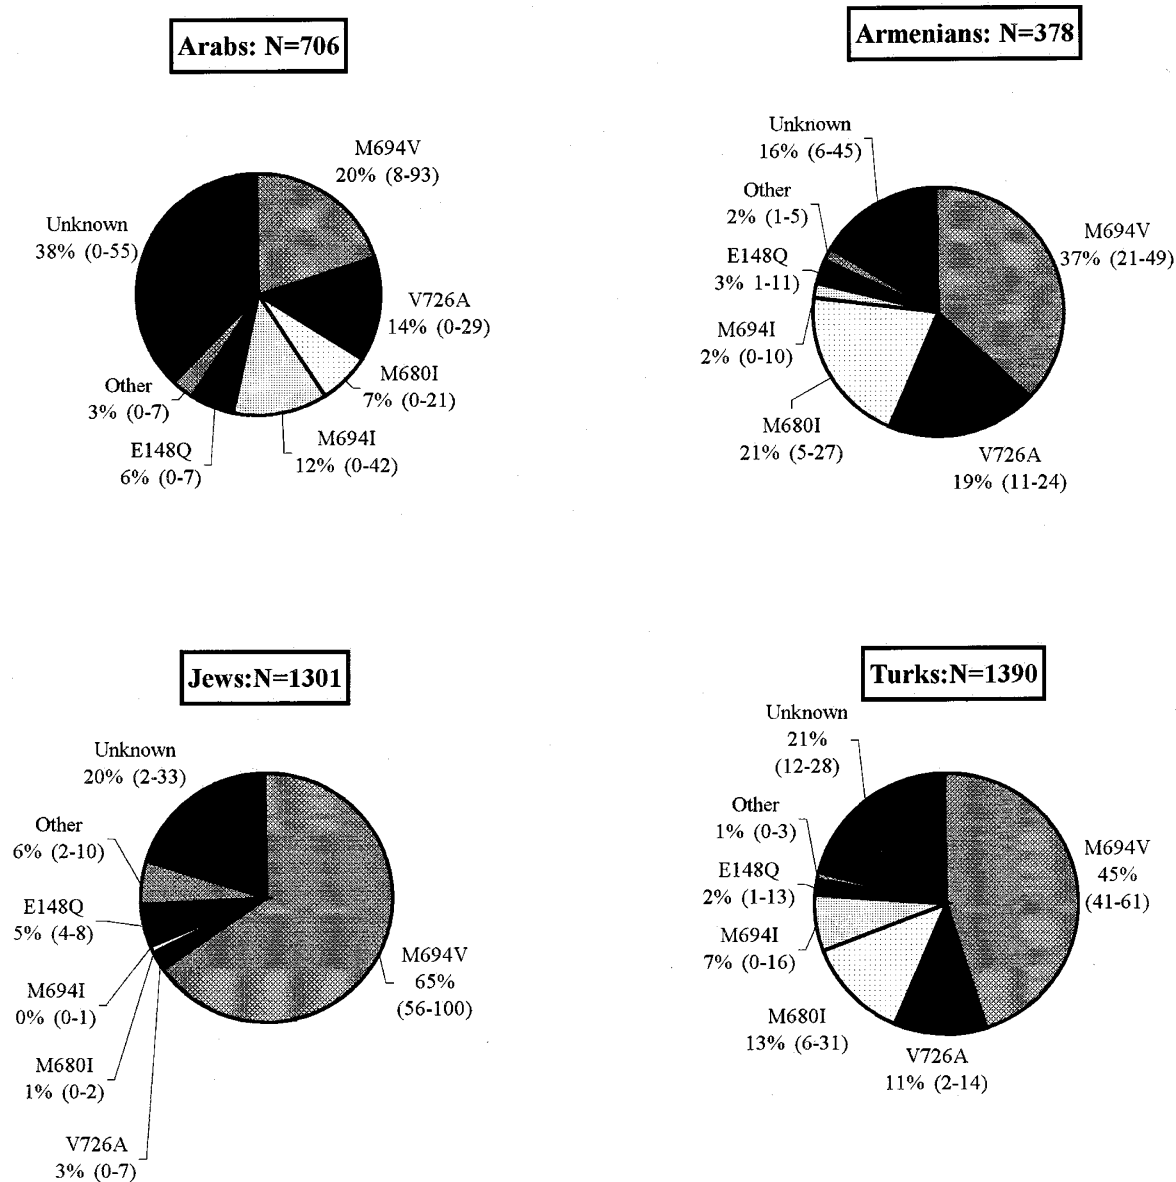 Arabs: N=706
M694V
20% (8-93)
Unknown
38% (0-55)
V726A
14% (0-29)
M680I
7% (0-21)
Other
3% (0-7)
M694I
12% (0-42)
E148Q
6% (0-7)
Armenians: N=378
Unknown
16% (6-45)
Other
2% (1-5)
M694V
37% (21-49)
E148Q
3% 1-11)
M694I
2% (0-10)
M680I
21% (5-27)
V726A
19% (11-24)
Jews:N=1301
Unknown
20% (2-33)
Other
6% (2-10)
E148Q
5% (4-8)
M694V
65%
(56-100)
M694I
0% (0-1)
M680I
1% (0-2)
V726A
3% (0-7)
Turks:N=1390
Unknown
21%
(12-28)
Other
1% (0-3)
M694V
45%
(41-61)
E148Q
2% (1-13)
M694I
7% (0-16)
M680I
13% (6-31)
V726A
11% (2-14)